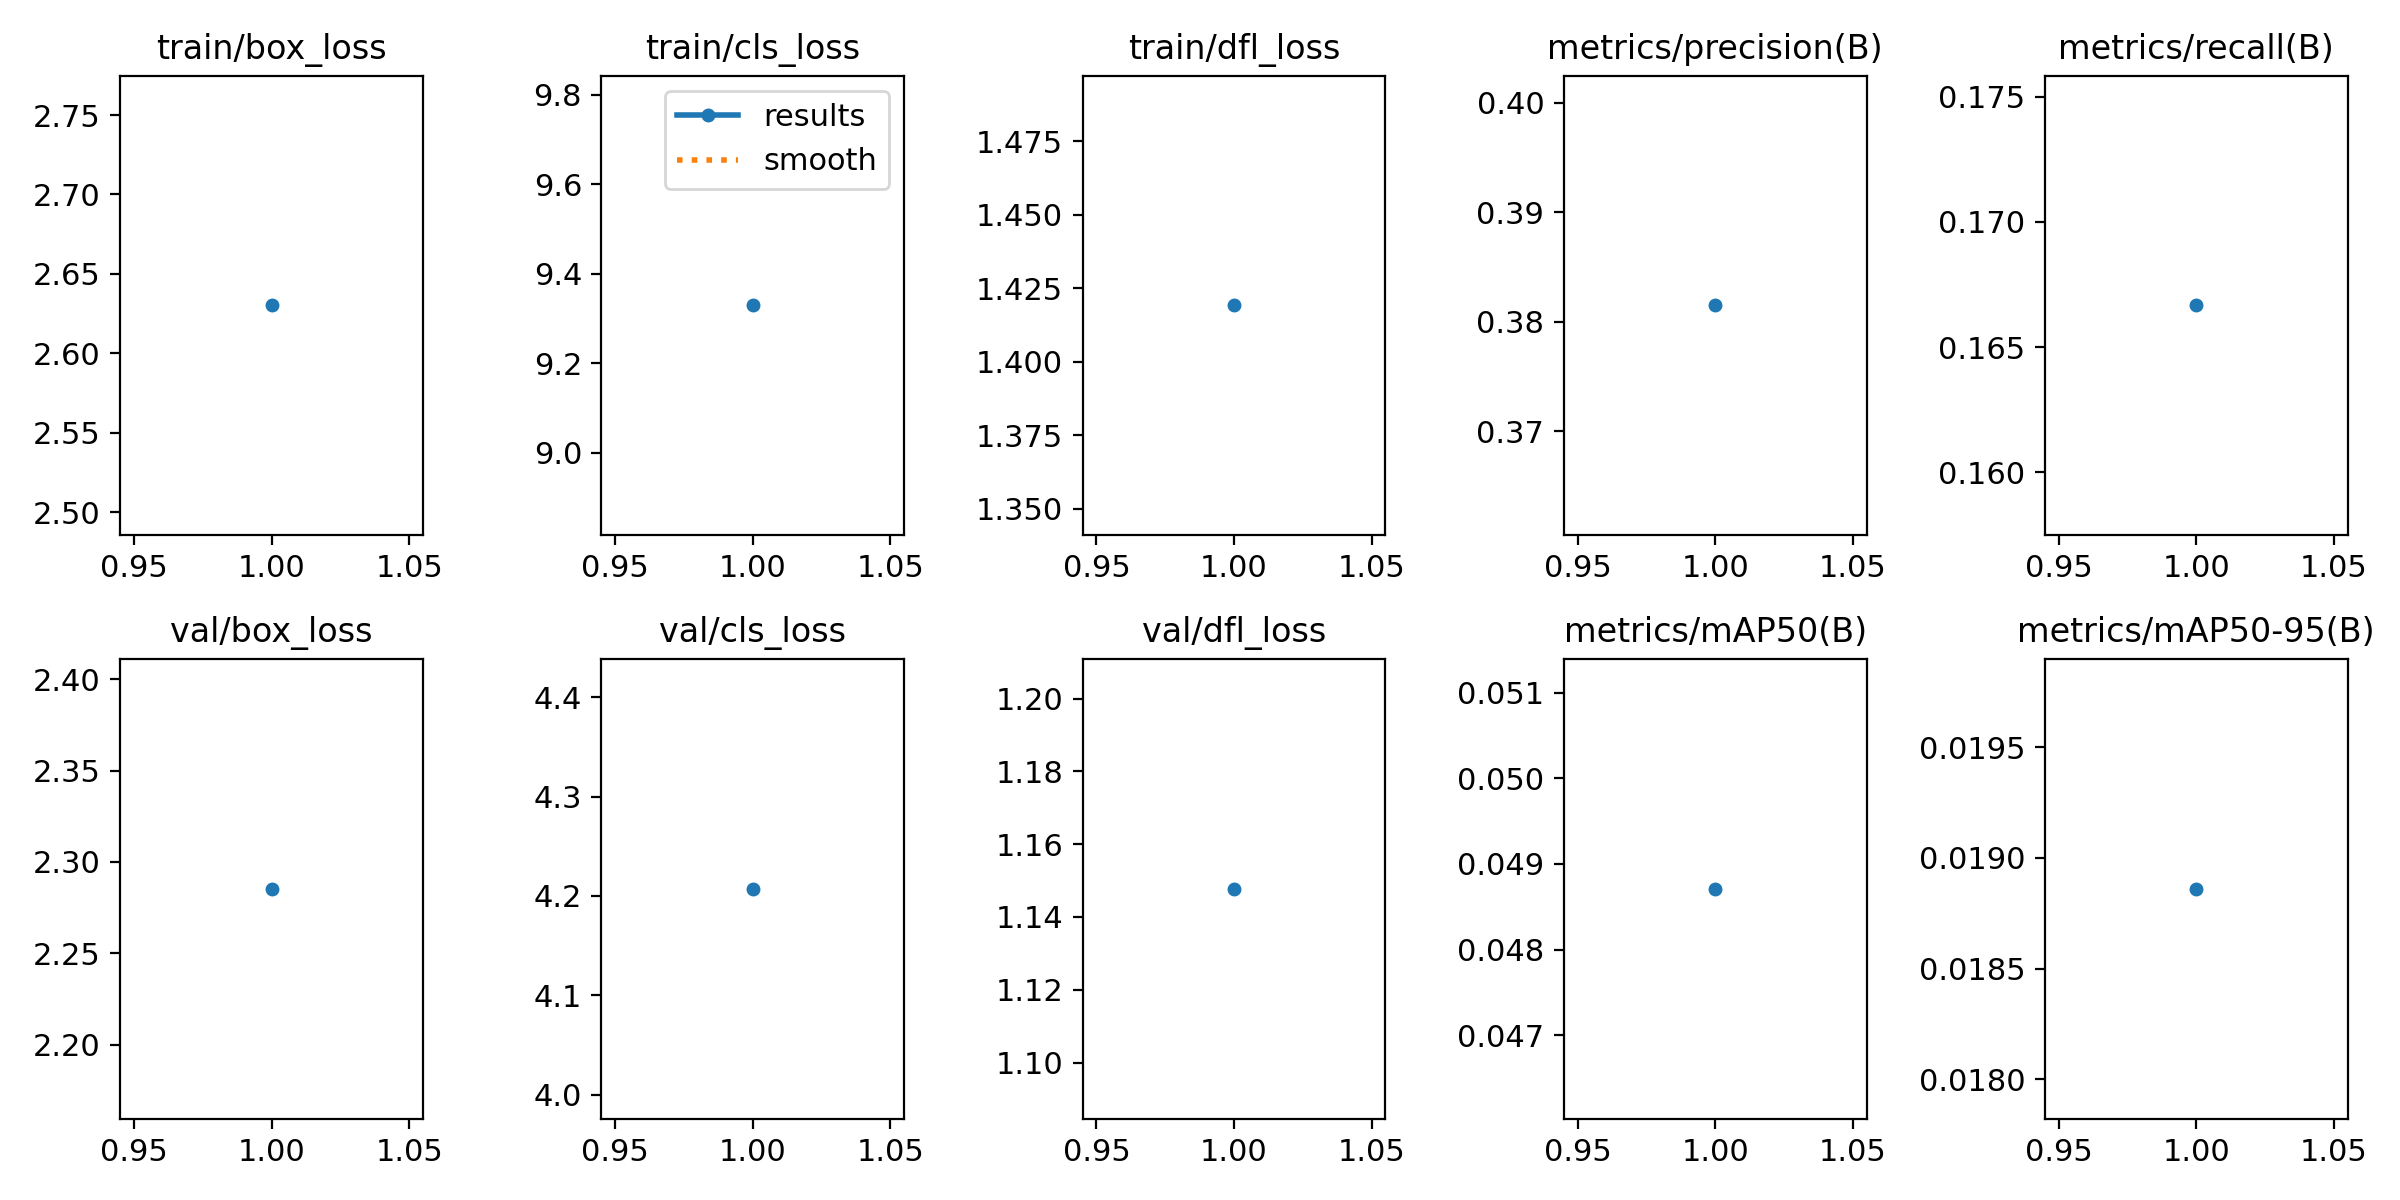 train/box_loss
2.75
2.70
2.65
2.60
2.55
2.50
0.95 1.00 1.05
train/cls_loss
results
smooth
9.8
9.6
9.4
9.2
9.0
0.95 1.00 1.05
train/dfl_loss
1.475
1.450
1.425
1.400
1.375
1.350
0.95 1.00 1.05
metrics/precision(B)
0.40
0.39
0.38
0.37
0.95 1.00 1.05
metrics/recall(B)
0.175
0.170
0.165
0.160
0.95 1.00 1.05
val/box_loss
2.40
2.35
2.30
2.25
2.20
0.95 1.00 1.05
val/cls_loss
4.4
4.3
4.2
4.1
4.0
0.95 1.00 1.05
val/dfl_loss
1.20
1.18
1.16
1.14
1.12
1.10
0.95 1.00 1.05
metrics/mAP50(B)
0.051
0.050
0.049
0.048
0.047
0.95 1.00 1.05
metrics/mAP50-95(B)
0.0195
0.0190
0.0185
0.0180
0.95 1.00 1.05